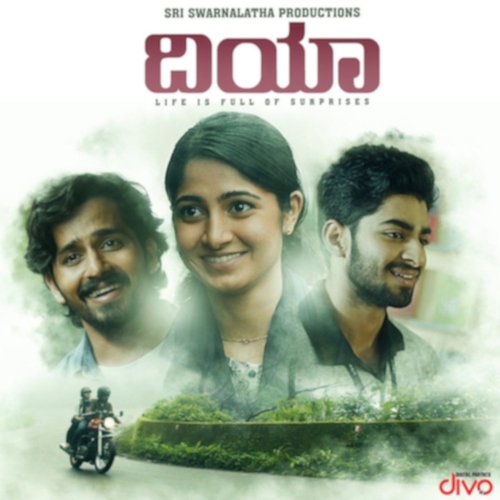 SRI SWARNALATHA PRODUCTIONS
ದಿಯಾ
LIFE IS FULL OF SURPRISES
DIGITAL PARTNER
divo